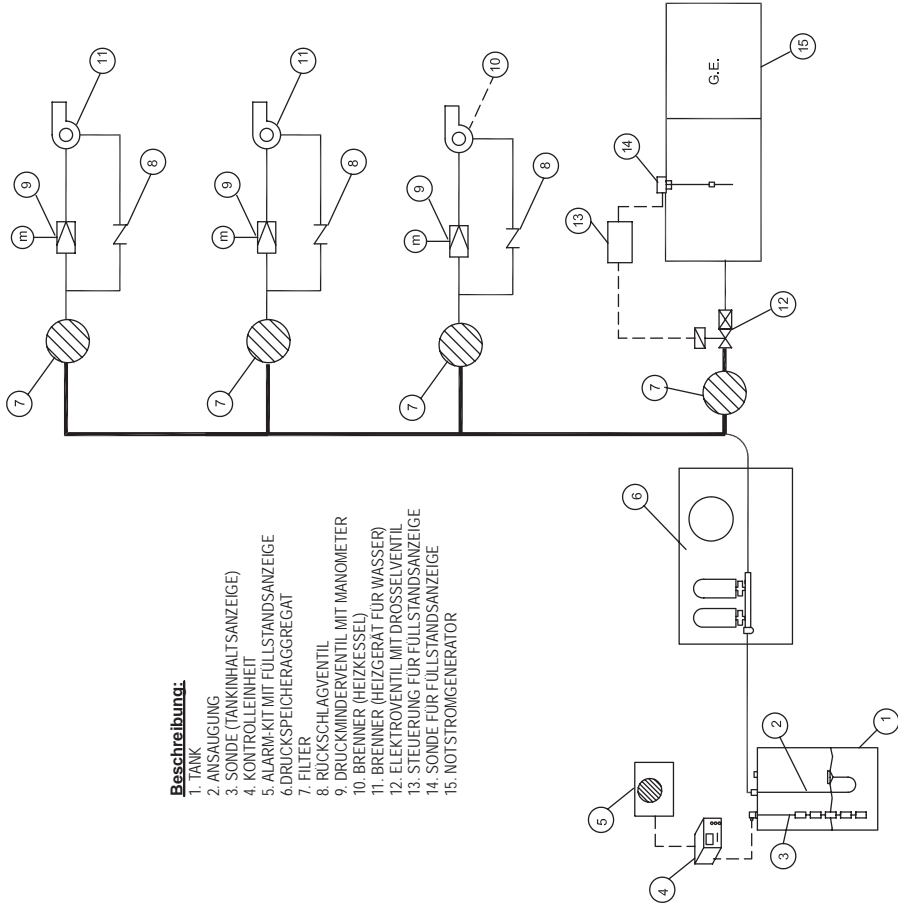 Beschreibung:
1. TANK
2. ANSAUGUNG
3. SONDE (TANKINHALTSANZEIGE)
4. KONTROLLEINHEIT
5. ALARM-KIT MIT FÜLLSTANDSANZEIGE
6.DRUCKSPEICHERAGGREGAT
7. FILTER
8. RÜCKSCHLAGVENTIL
9. DRUCKMINDERVENTIL MIT MANOMETER
10. BRENNER (HEIZKESSEL)
11. BRENNER (HEIZGERÄT FÜR WASSER)
12. ELEKTROVENTIL MIT DROSSELVENTIL
13. STEUERUNG FÜR FÜLLSTANDSANZEIGE
14. SONDE FÜR FÜLLSTANDSANZEIGE
15. NOTSTROMGENERATOR
7
m
9
11
8
7
m
9
11
8
7
m
9
10
8
13
14
G.E.
15
7
12
6
5
4
3
2
1